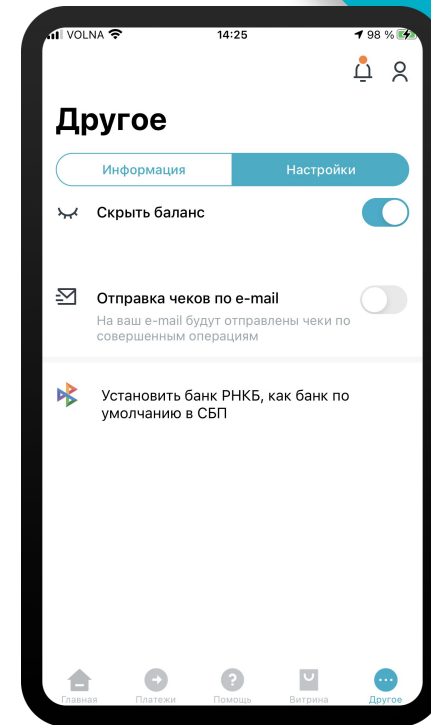 VOLNA 14:25 98 %
Другое
Информация Настройки
Скрыть баланс
Отправка чеков по e-mail
На ваш e-mail будут отправлены чеки по
совершенным операциям
Установить банк РНКБ, как банк по
умолчанию в СБП
Главная Платежи Помощь Витрина Другое